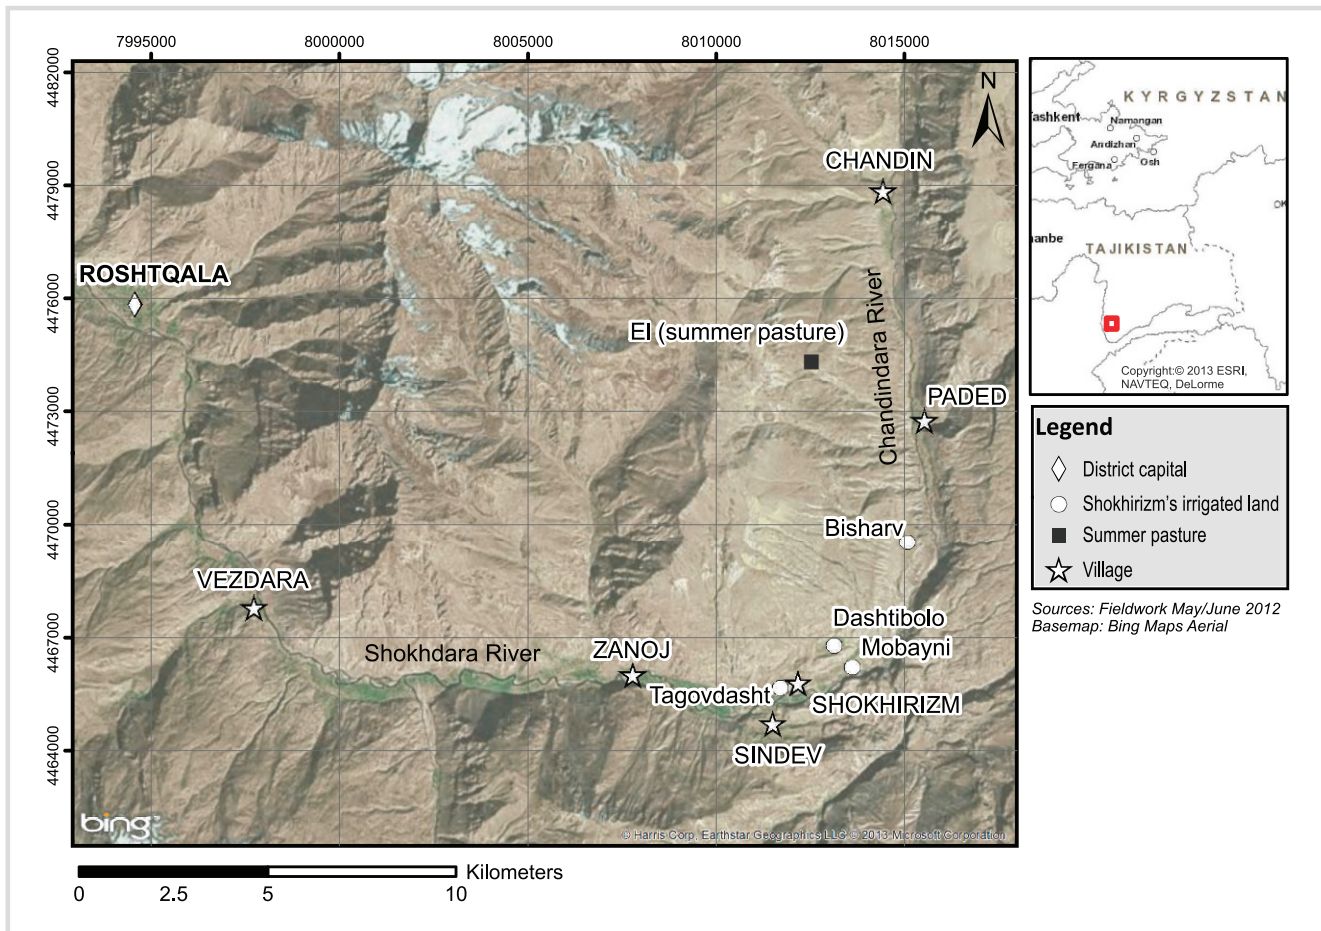 7995000
8000000
8005000
8010000
8015000
4482000
4479000
4476000
4473000
4470000
4467000
4464000
N
CHANDIN
ROSHTQALA
Chandindara River
El (summer pasture)
PADED
Bisharv
VEZDARA
Dashtibolo
Mobayni
Shokhdara River
ZANOJ
Tagovdasht
SHOKHIRIZM
SINDEV
bing
© Harris Corp, Earthstar Geographics LLC © 2013 Microsoft Corporation
Kilometers
0
2.5
5
10
KYRGYZSTAN
ashkent
Namangan
Andizhan
Fergana
Osh
anbe
TAJIKISTAN
Copyright:© 2013 ESRI,
NAVTEQ, DeLorme
Legend
District capital
Shokhirizm's irrigated land
Summer pasture
Village
Sources: Fieldwork May/June 2012
Basemap: Bing Maps Aerial